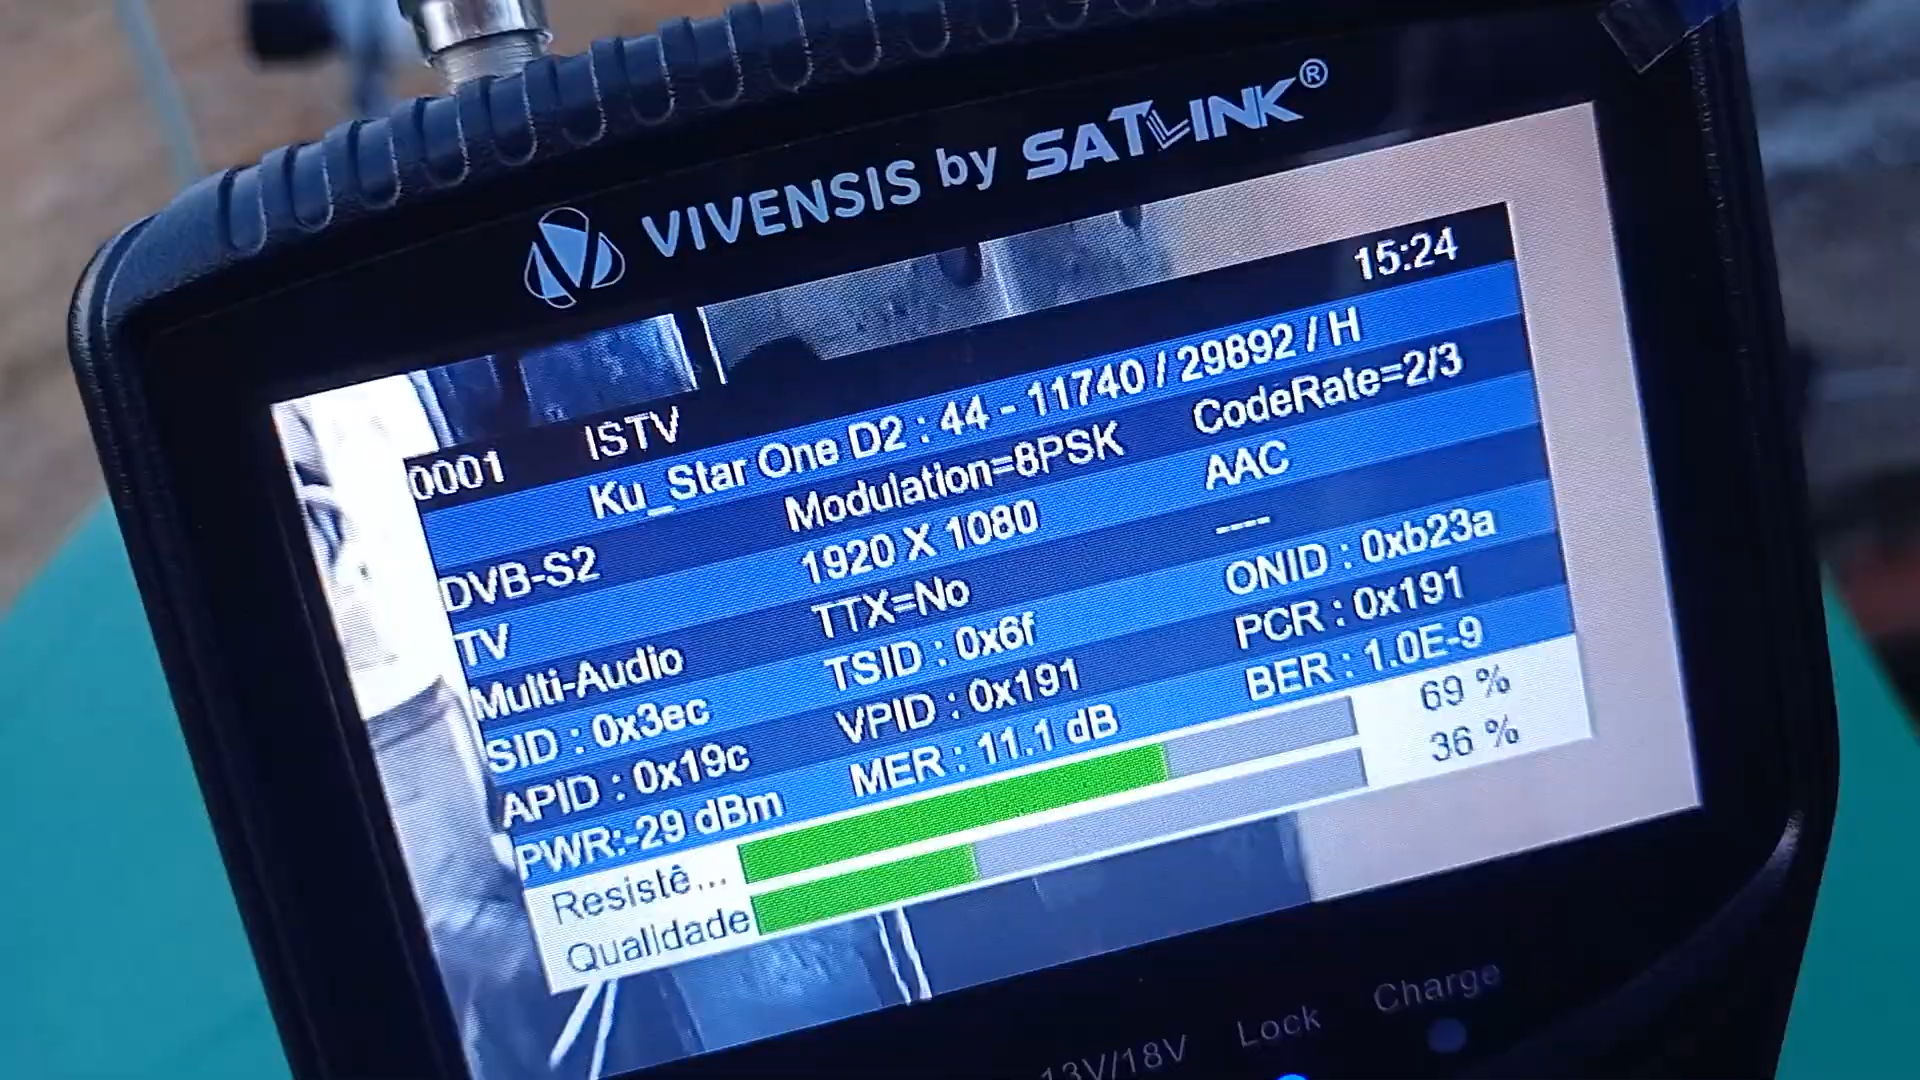 VIVENSIS by SATLINK®
0001 ISTV 15:24
Ku_Star One D2 : 44 - 11740 / 29892 / H
DVB-S2 Modulation=8PSK CodeRate=2/3
TV 1920 X 1080 AAC
Multi-Audio TTX=No ----
SID : 0x3ec TSID : 0x6f ONID : 0xb23a
APID : 0x19c VPID : 0x191 PCR : 0x191
PWR:-29 dBm MER : 11.1 dB BER : 1.0E-9
Resistê... 69 %
Qualidade 36 %
13V/18V Lock Charge